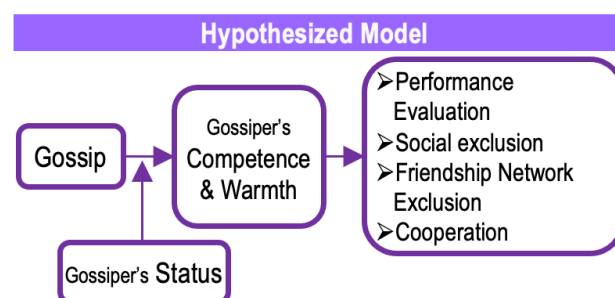 Hypothesized Model
Gossip
Gossiper's
Competence
& Warmth
➢Performance
Evaluation
➢Social exclusion
➢Friendship Network
Exclusion
➢Cooperation
Gossiper's Status